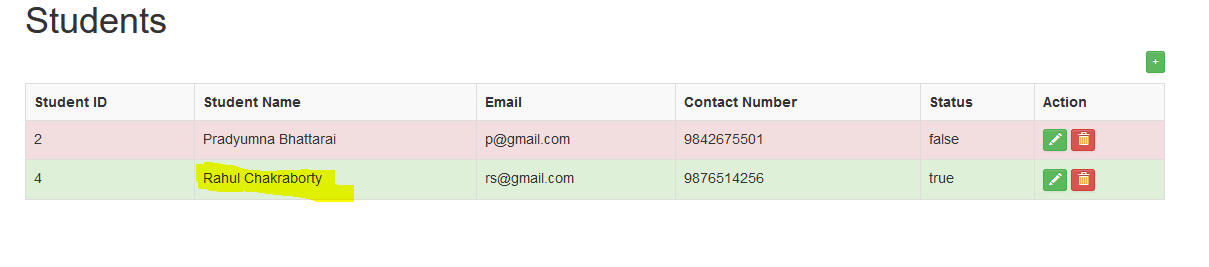 Students
+
Student ID Student Name Email Contact Number Status Action
2 Pradyumna Bhattarai p@gmail.com 9842675501 false
4 Rahul Chakraborty rs@gmail.com 9876514256 true